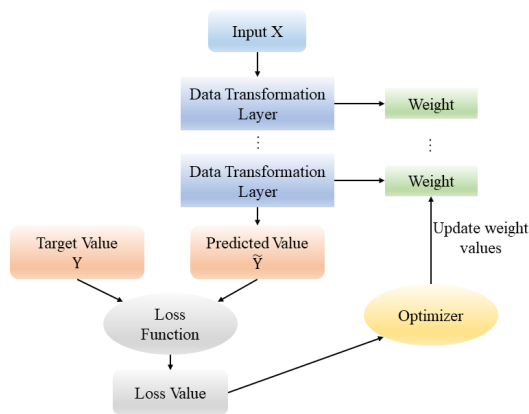 Input X
Data Transformation
Layer
Weight
⋮
⋮
Data Transformation
Layer
Weight
Update weight
values
Target Value
Y
Predicted Value
Ỹ
Loss
Function
Optimizer
Loss Value